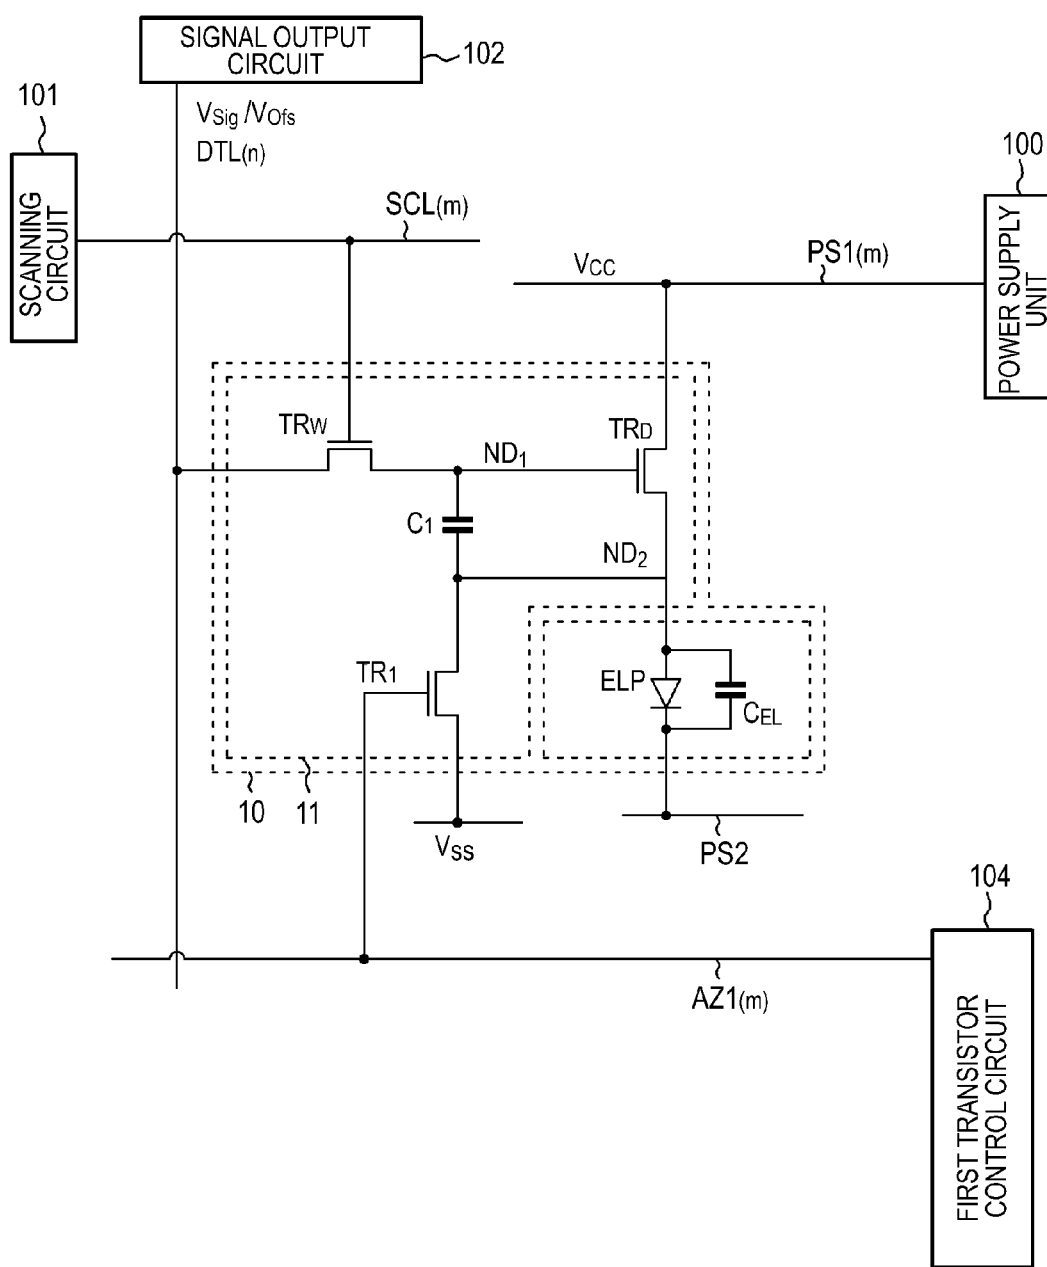 SIGNAL OUTPUT
CIRCUIT
102
101
VSig /VOfs
DTL(n)
SCANNING
CIRCUIT
SCL(m)
100
VCC
PS1(m)
POWER SUPPLY
UNIT
TRW
TRD
ND1
C1
ND2
TR1
ELP
CEL
10
11
VSS
PS2
104
AZ1(m)
FIRST TRANSISTOR
CONTROL CIRCUIT